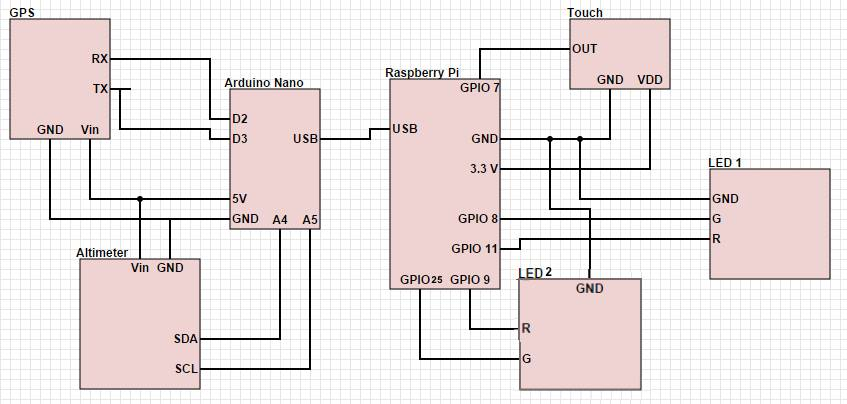 GPS
Touch
RX
OUT
Arduino Nano
Raspberry Pi
GPIO 7
GND VDD
TX
D2
GND Vin
D3
USB
USB
GND
LED 1
3.3 V
5V
GND
GND A4 A5
GPIO 8
G
GPIO 11
R
Altimeter
Vin GND
GPIO25 GPIO 9
LED 2
GND
SDA
R
SCL
G